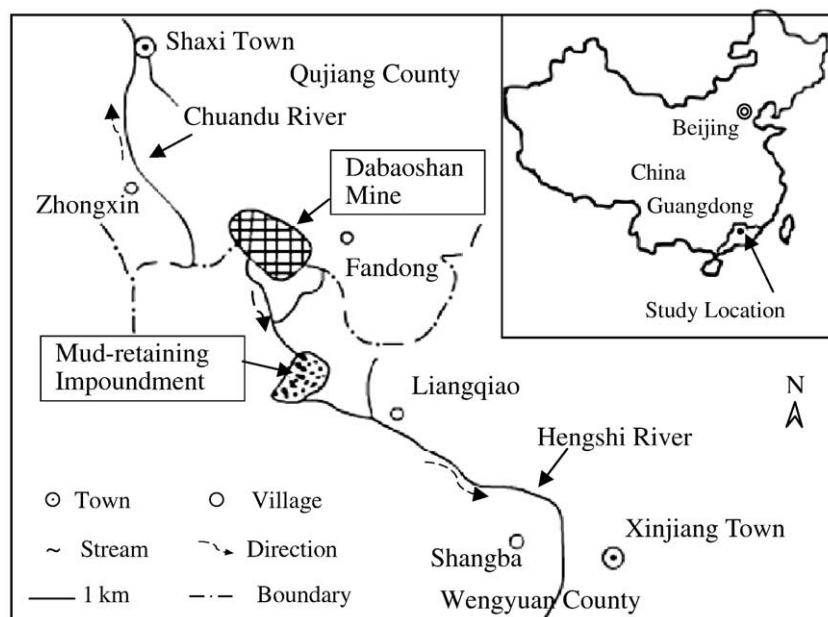 Shaxi Town
Qujiang County
Chuandu River
Dabaoshan
Mine
Zhongxin
Fandong
Mud-retaining
Impoundment
Liangqiao
Hengshi River
Xinjiang Town
Shangba
Wengyuan County
N
Town
Village
Stream
Direction
1 km
Boundary
Beijing
China
Guangdong
Study Location